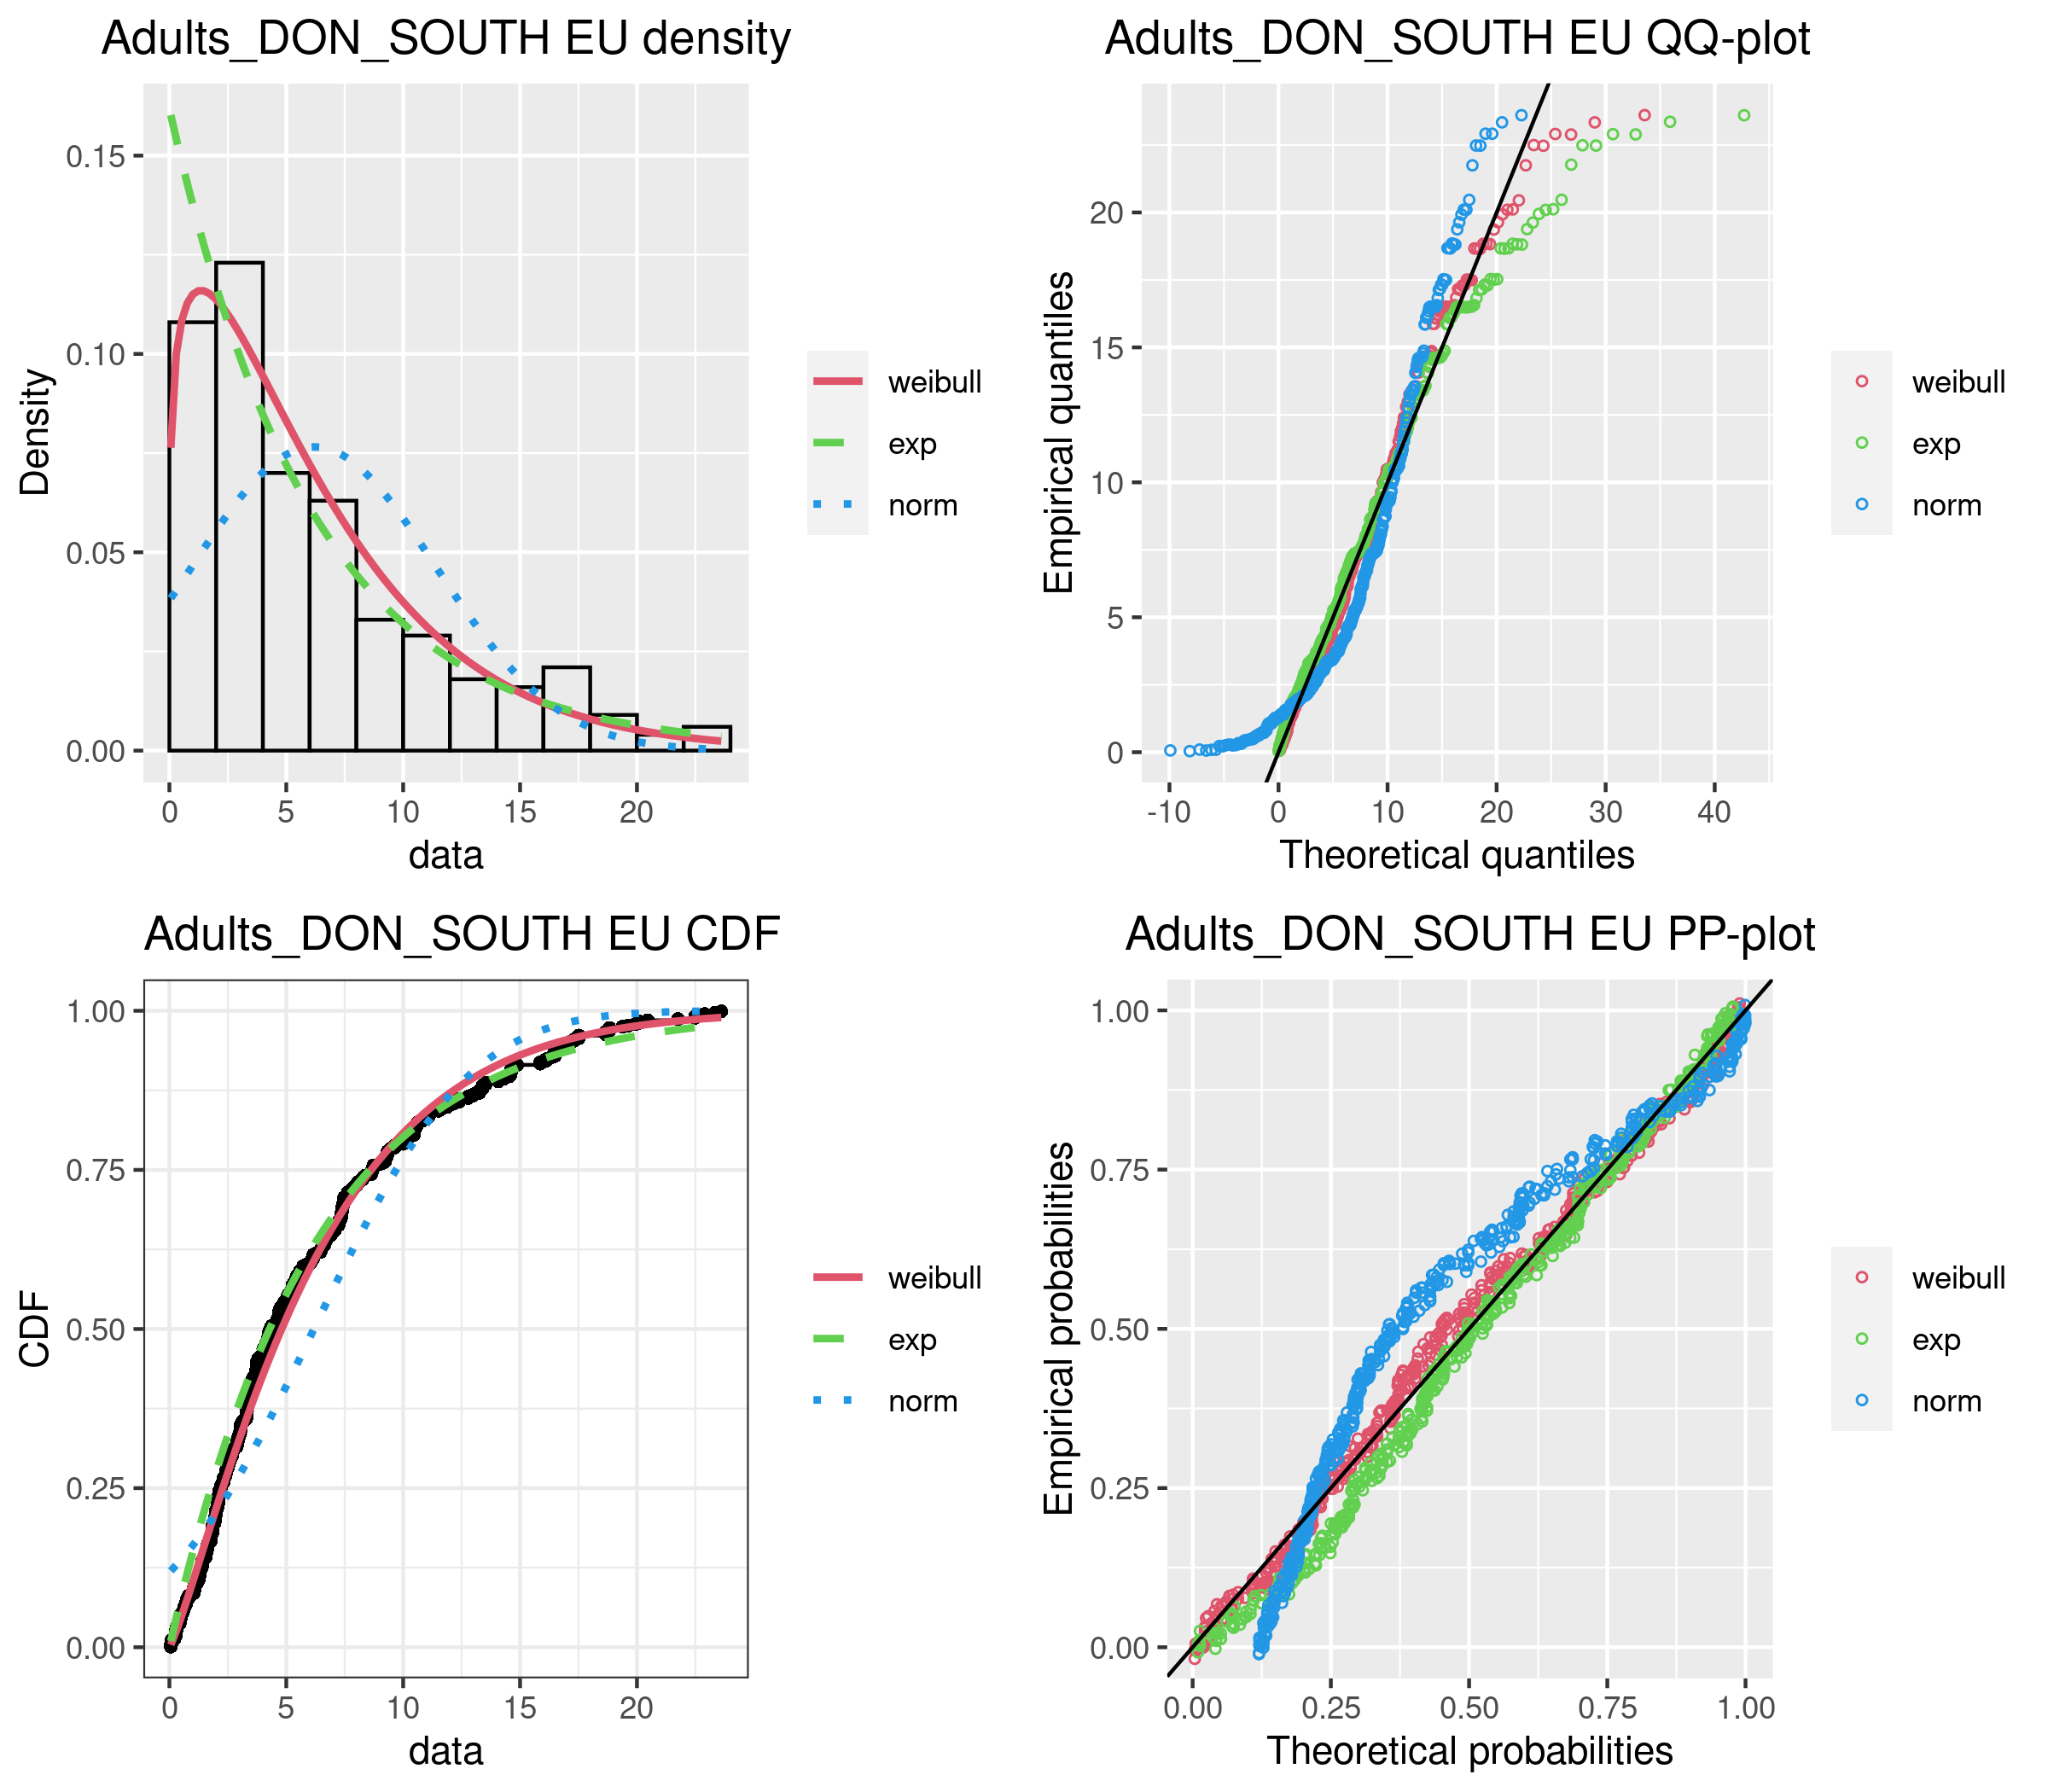 Adults_DON_SOUTH EU density
Density
0.15
0.10
0.05
0.00
0 5 10 15 20
data
weibull
exp
norm
Adults_DON_SOUTH EU QQ-plot
Empirical quantiles
20
15
10
5
0
-10 0 10 20 30 40
Theoretical quantiles
weibull
exp
norm
Adults_DON_SOUTH EU CDF
CDF
1.00
0.75
0.50
0.25
0.00
0 5 10 15 20
data
weibull
exp
norm
Adults_DON_SOUTH EU PP-plot
Empirical probabilities
1.00
0.75
0.50
0.25
0.00
0.00 0.25 0.50 0.75 1.00
Theoretical probabilities
weibull
exp
norm